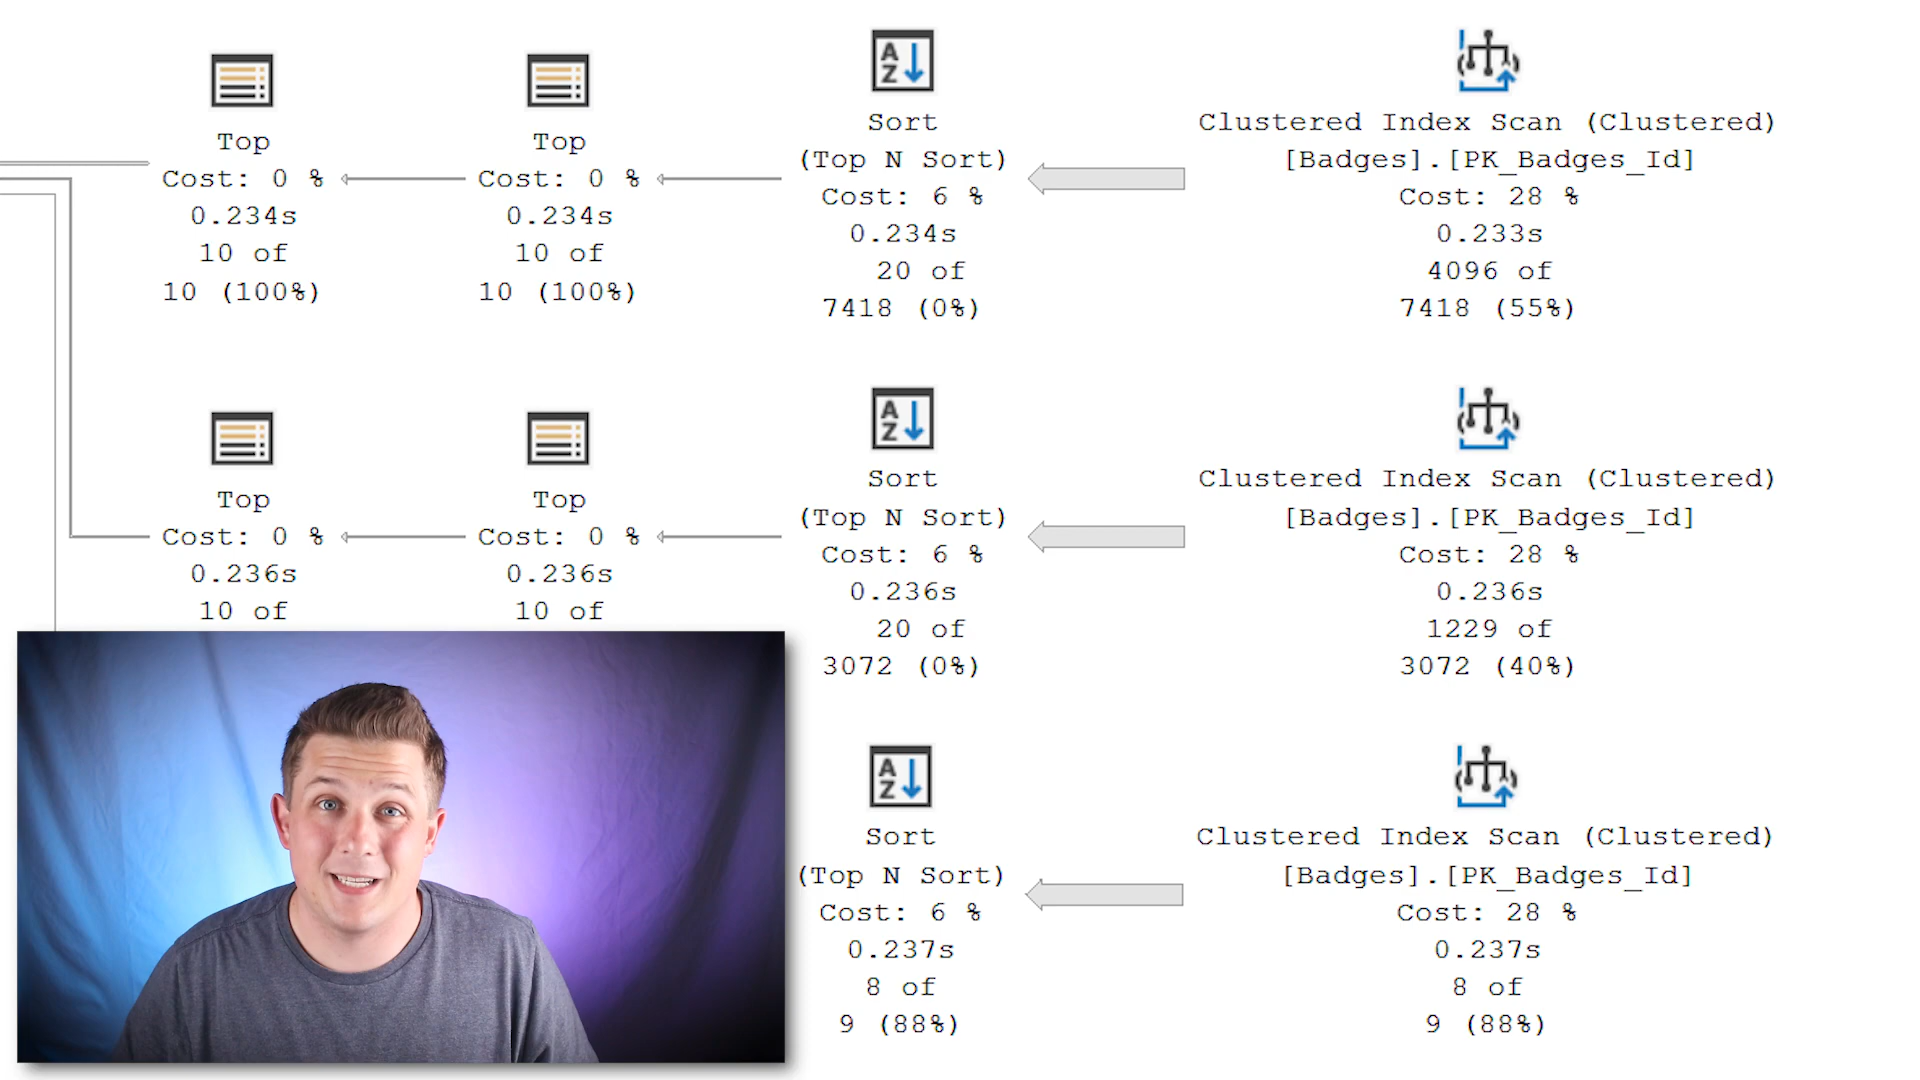 Top
Cost: 0 %
0.234s
10 of
10 (100%)
Top
Cost: 0 %
0.234s
10 of
10 (100%)
A
Z
Sort
(Top N Sort)
Cost: 6 %
0.234s
20 of
7418 (0%)
Clustered Index Scan (Clustered)
[Badges].[PK_Badges_Id]
Cost: 28 %
0.233s
4096 of
7418 (55%)
Top
Cost: 0 %
0.236s
10 of
Top
Cost: 0 %
0.236s
10 of
A
Z
Sort
(Top N Sort)
Cost: 6 %
0.236s
20 of
3072 (0%)
Clustered Index Scan (Clustered)
[Badges].[PK_Badges_Id]
Cost: 28 %
0.236s
1229 of
3072 (40%)
A
Z
Sort
(Top N Sort)
Cost: 6 %
0.237s
8 of
9 (88%)
Clustered Index Scan (Clustered)
[Badges].[PK_Badges_Id]
Cost: 28 %
0.237s
8 of
9 (88%)